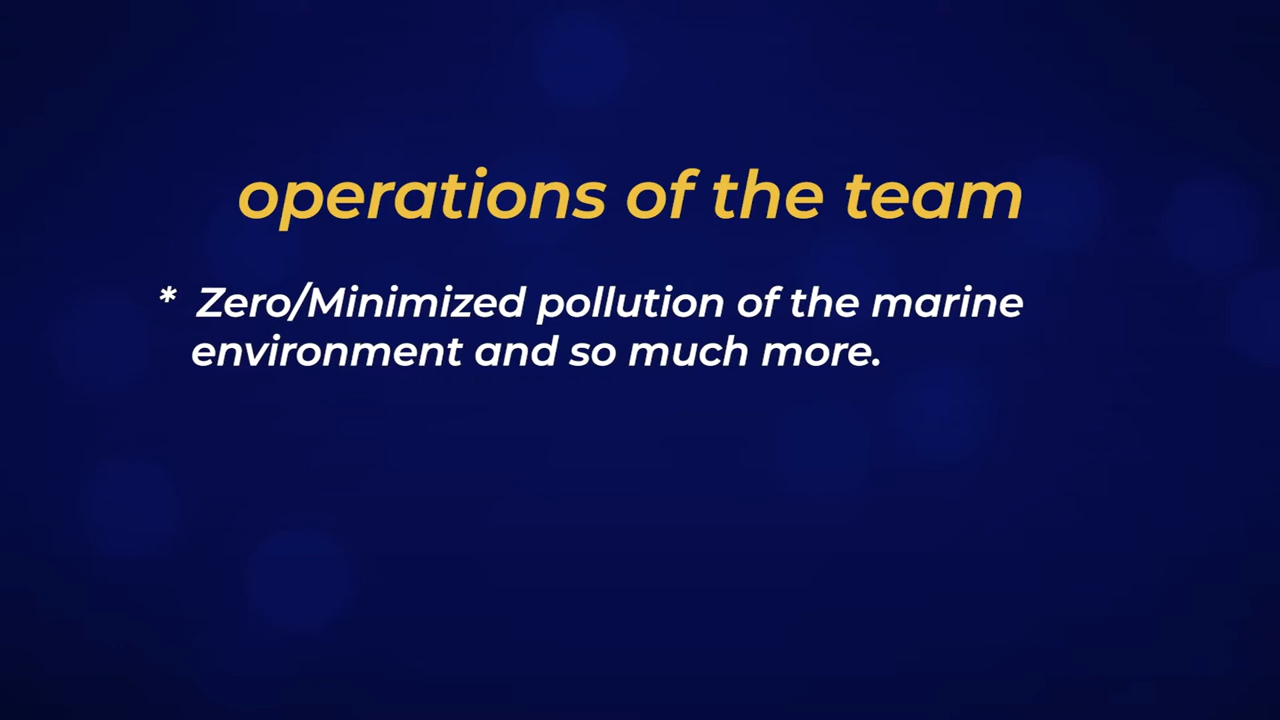 operations of the team
* Zero/Minimized pollution of the marine
environment and so much more.